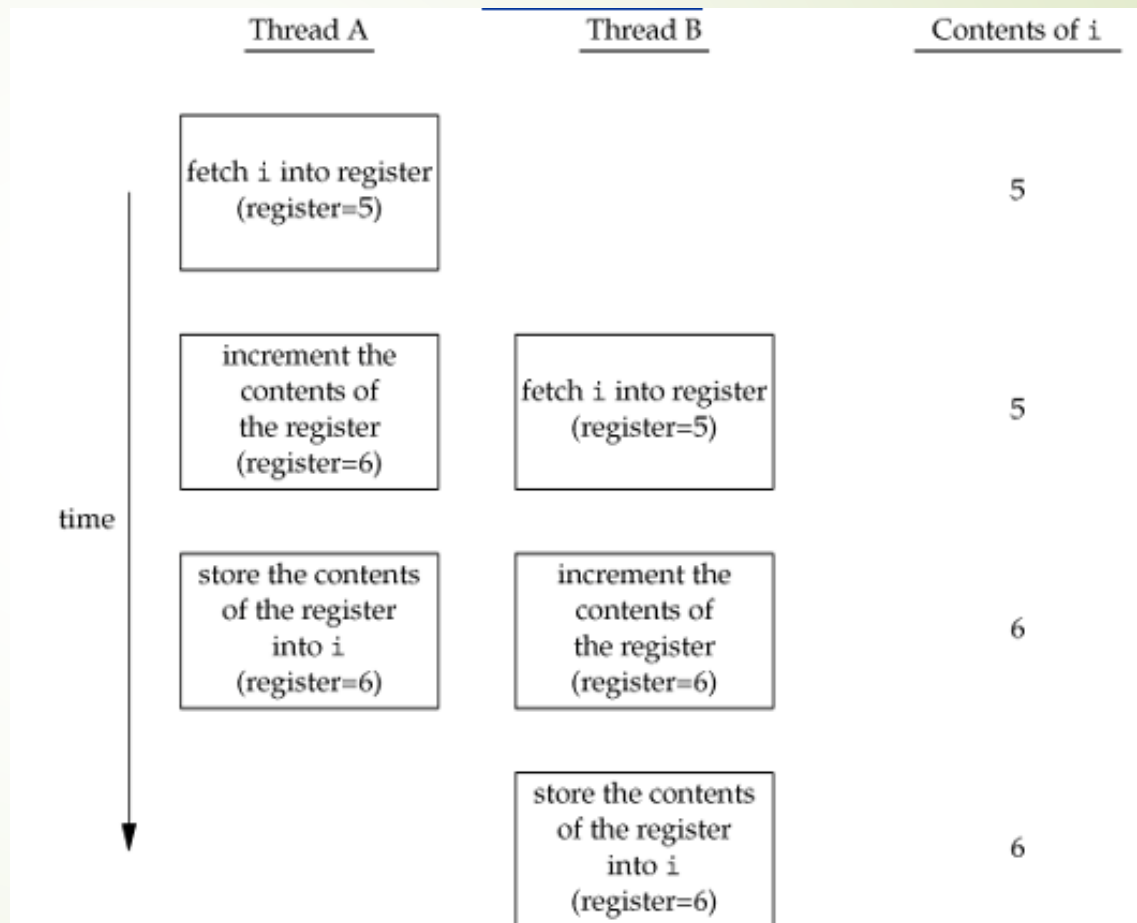 Thread A
Thread B
Contents of i
fetch i into register
(register=5)
5
increment the
contents of
the register
(register=6)
fetch i into register
(register=5)
5
time
store the contents
of the register
into i
(register=6)
increment the
contents of
the register
(register=6)
6
store the contents
of the register
into i
(register=6)
6